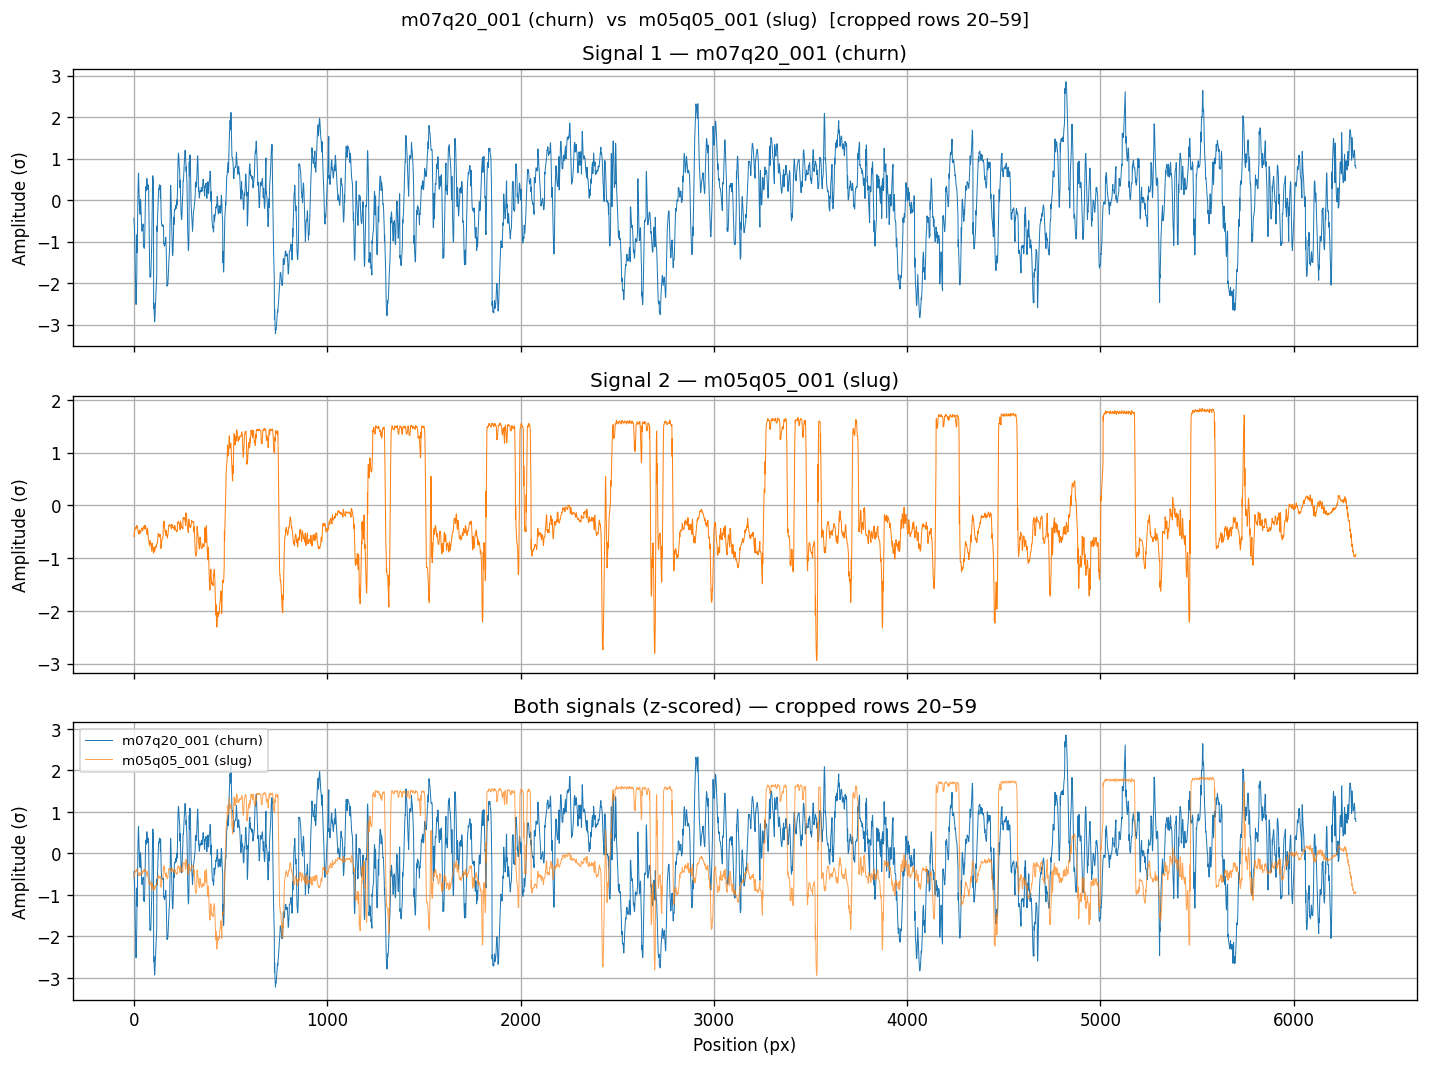 m07q20_001 (churn)  vs  m05q05_001 (slug)  [cropped rows 20–59]
Signal 1 — m07q20_001 (churn)
Amplitude (σ)
3
2
1
0
−1
−2
−3
Signal 2 — m05q05_001 (slug)
Amplitude (σ)
2
1
0
−1
−2
−3
Both signals (z-scored) — cropped rows 20–59
m07q20_001 (churn)
m05q05_001 (slug)
Amplitude (σ)
3
2
1
0
−1
−2
−3
0 1000 2000 3000 4000 5000 6000
Position (px)